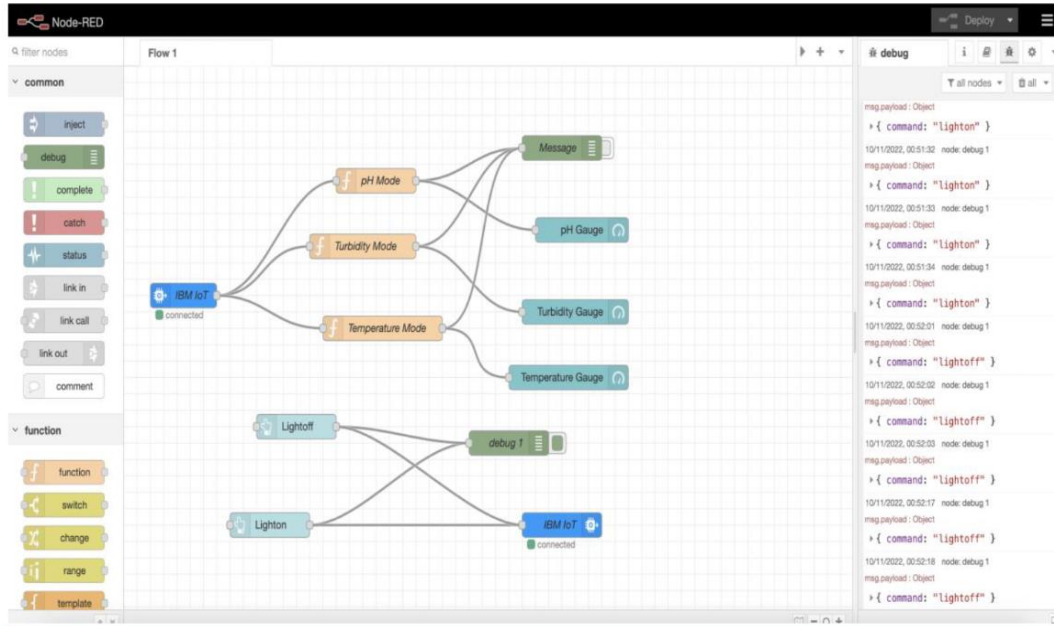 Node-RED
Deploy
filter nodes
Flow 1
debug
i
all nodes
all
common
inject
debug
complete
catch
status
link in
link call
link out
comment
function
function
switch
change
range
template
pH Mode
Message
pH Gauge
Turbidity Mode
IBM IoT
connected
Turbidity Gauge
Temperature Mode
Temperature Gauge
Lightoff
debug 1
Lighton
IBM IoT
connected
msg.payload : Object
{ command: "lighton" }
10/11/2022, 00:51:32 node: debug 1
msg.payload : Object
{ command: "lighton" }
10/11/2022, 00:51:33 node: debug 1
msg.payload : Object
{ command: "lighton" }
10/11/2022, 00:51:34 node: debug 1
msg.payload : Object
{ command: "lighton" }
10/11/2022, 00:52:01 node: debug 1
msg.payload : Object
{ command: "lightoff" }
10/11/2022, 00:52:02 node: debug 1
msg.payload : Object
{ command: "lightoff" }
10/11/2022, 00:52:03 node: debug 1
msg.payload : Object
{ command: "lightoff" }
10/11/2022, 00:52:17 node: debug 1
msg.payload : Object
{ command: "lightoff" }
10/11/2022, 00:52:18 node: debug 1
msg.payload : Object
{ command: "lightoff" }